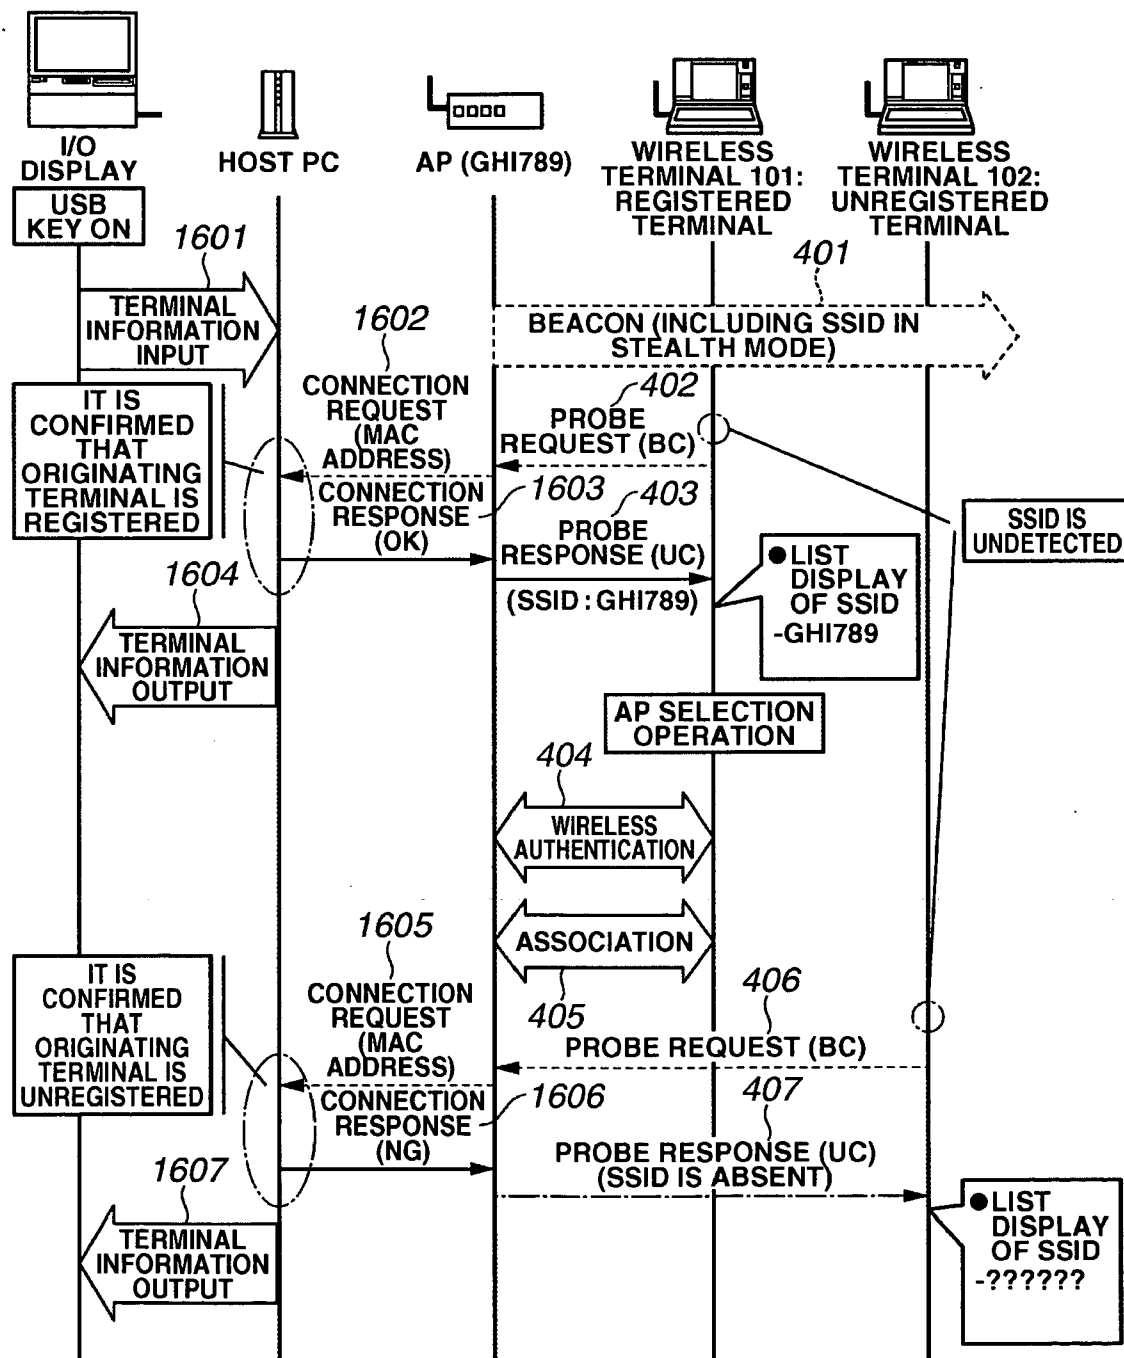 I/O
DISPLAY
HOST PC
AP (GHI789)
WIRELESS
TERMINAL 101:
REGISTERED
TERMINAL
WIRELESS
TERMINAL 102:
UNREGISTERED
TERMINAL
USB
KEY ON
1601
TERMINAL
INFORMATION
INPUT
401
BEACON (INCLUDING SSID IN
STEALTH MODE)
1602
CONNECTION
REQUEST
(MAC
ADDRESS)
402
PROBE
REQUEST (BC)
IT IS
CONFIRMED
THAT
ORIGINATING
TERMINAL IS
REGISTERED
CONNECTION
RESPONSE
(OK)
1603
403
PROBE
RESPONSE (UC)
(SSID : GHI789)
SSID IS
UNDETECTED
●LIST
DISPLAY
OF SSID
-GHI789
1604
TERMINAL
INFORMATION
OUTPUT
AP SELECTION
OPERATION
404
WIRELESS
AUTHENTICATION
ASSOCIATION
405
1605
CONNECTION
REQUEST
(MAC
ADDRESS)
406
PROBE REQUEST (BC)
IT IS
CONFIRMED
THAT
ORIGINATING
TERMINAL IS
UNREGISTERED
CONNECTION
RESPONSE
(NG)
1606
407
PROBE RESPONSE (UC)
(SSID IS ABSENT)
1607
TERMINAL
INFORMATION
OUTPUT
●LIST
DISPLAY
OF SSID
-??????